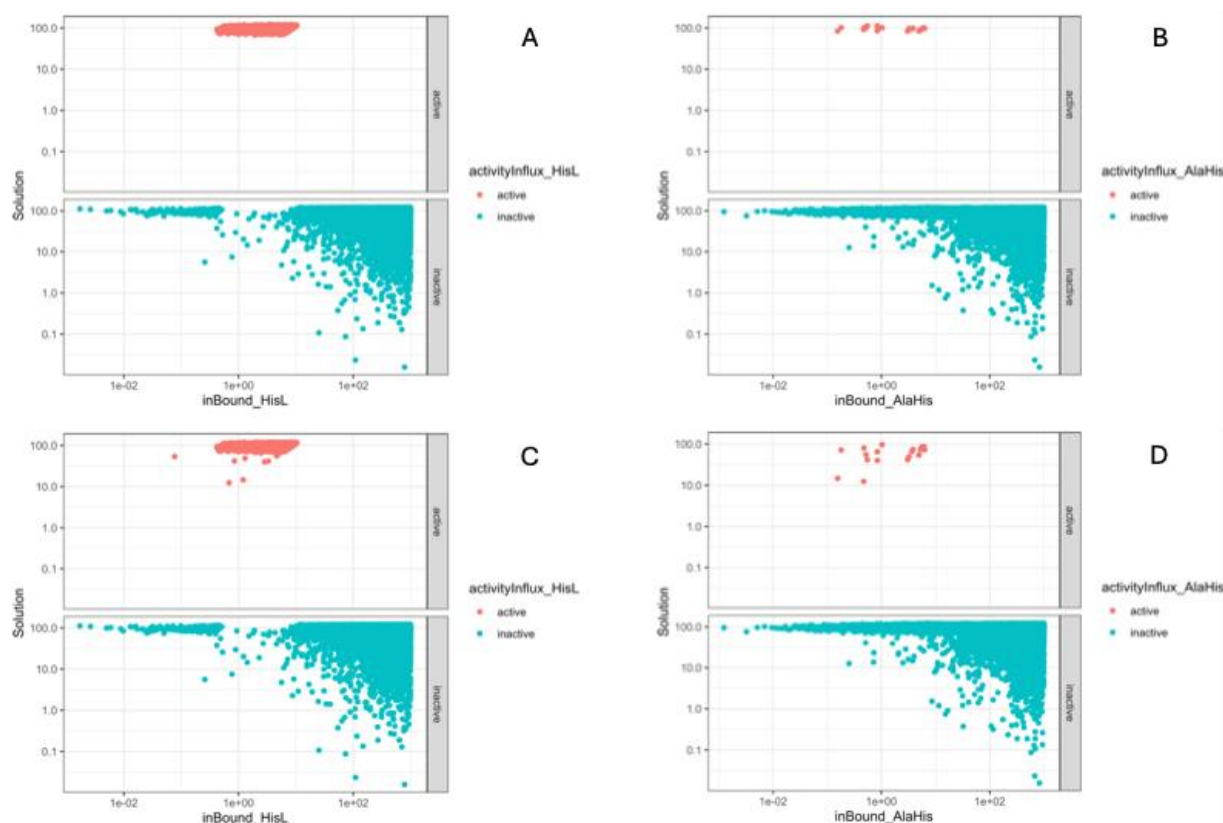 A
100.0
10.0
1.0
0.1
active
Solution
100.0
10.0
1.0
0.1
inactive
1e-02 1e+00 1e+02
inBound_HisL
activityInflux_HisL
active
inactive
B
100.0
10.0
1.0
0.1
active
Solution
100.0
10.0
1.0
0.1
inactive
1e-02 1e+00 1e+02
inBound_AlaHis
activityInflux_AlaHis
active
inactive
C
100.0
10.0
1.0
0.1
active
Solution
100.0
10.0
1.0
0.1
inactive
1e-02 1e+00 1e+02
inBound_HisL
activityInflux_HisL
active
inactive
D
100.0
10.0
1.0
0.1
active
Solution
100.0
10.0
1.0
0.1
inactive
1e-02 1e+00 1e+02
inBound_AlaHis
activityInflux_AlaHis
active
inactive